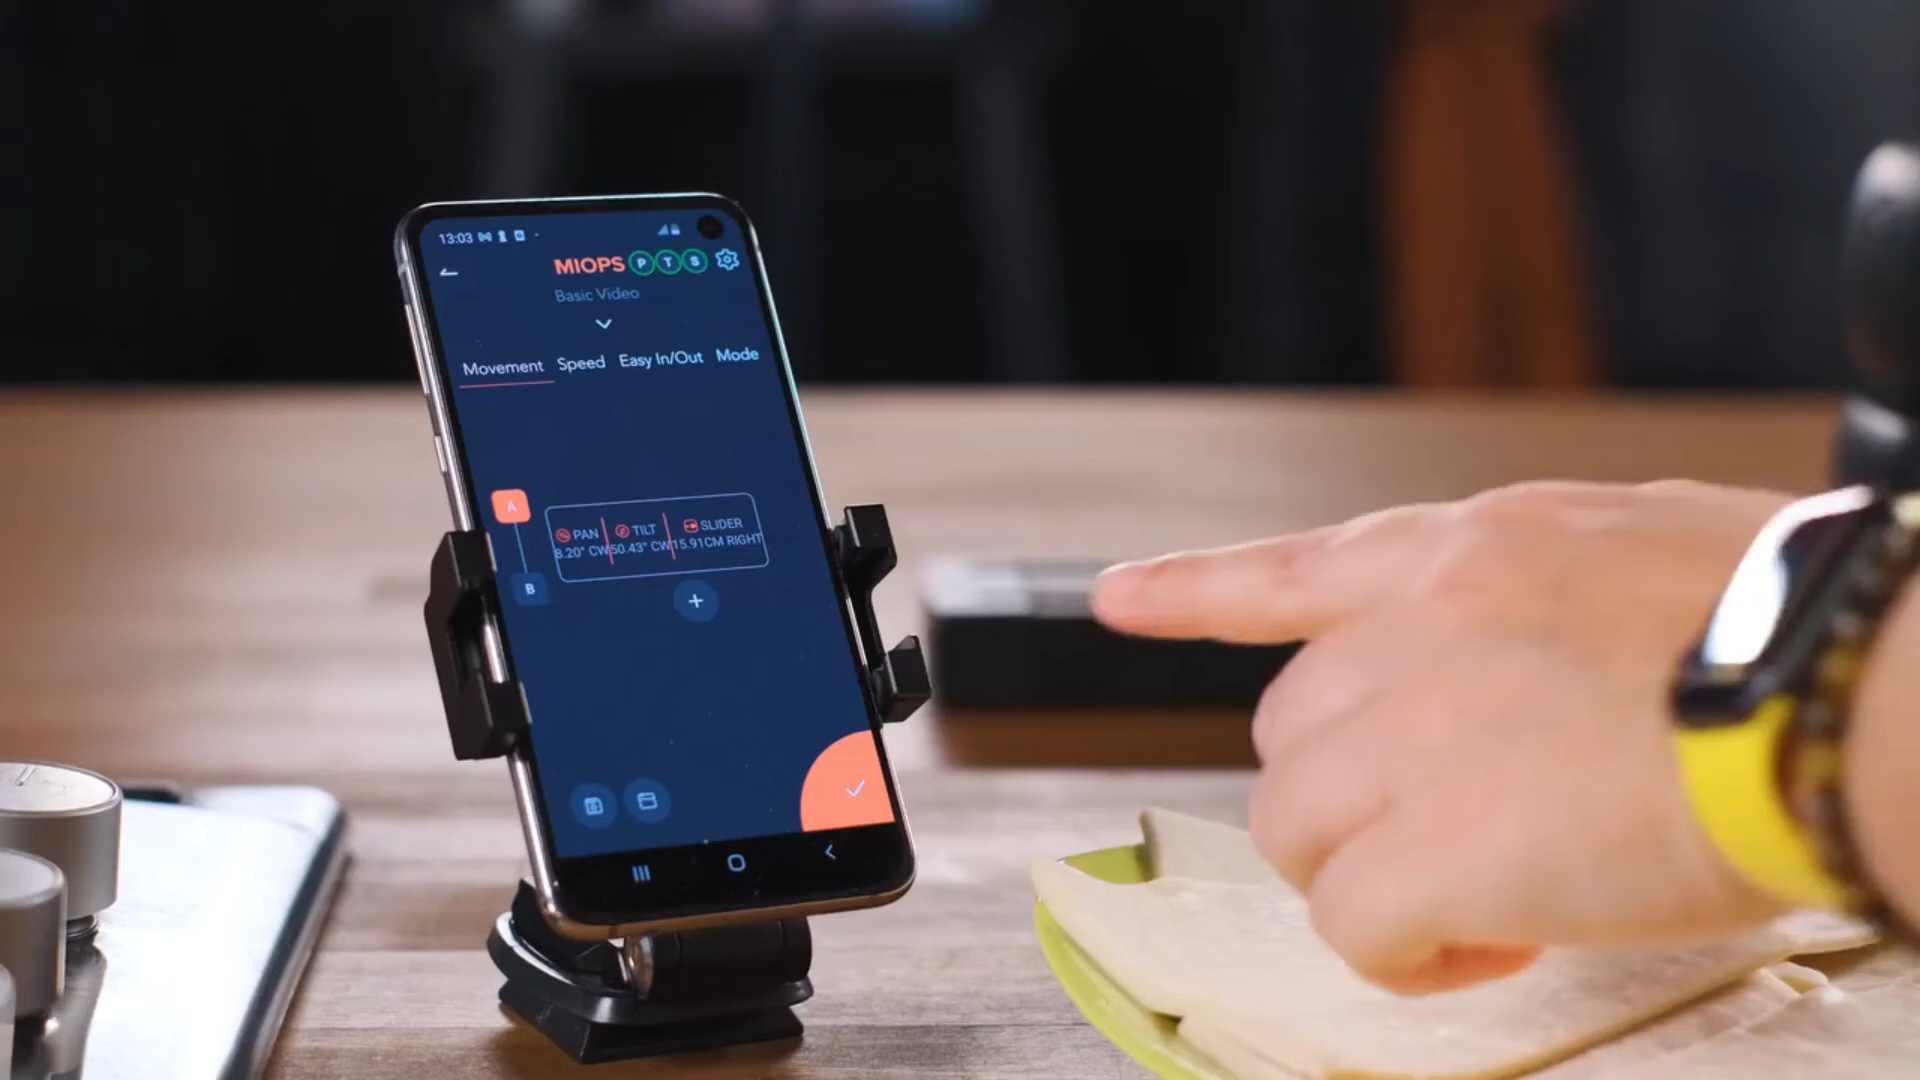 13:03
MIOPS P T S
Basic Video
Movement Speed Easy In/Out Mode
A
PAN TILT SLIDER
8.20° CW 50.43° CW 15.91CM RIGHT
B
+